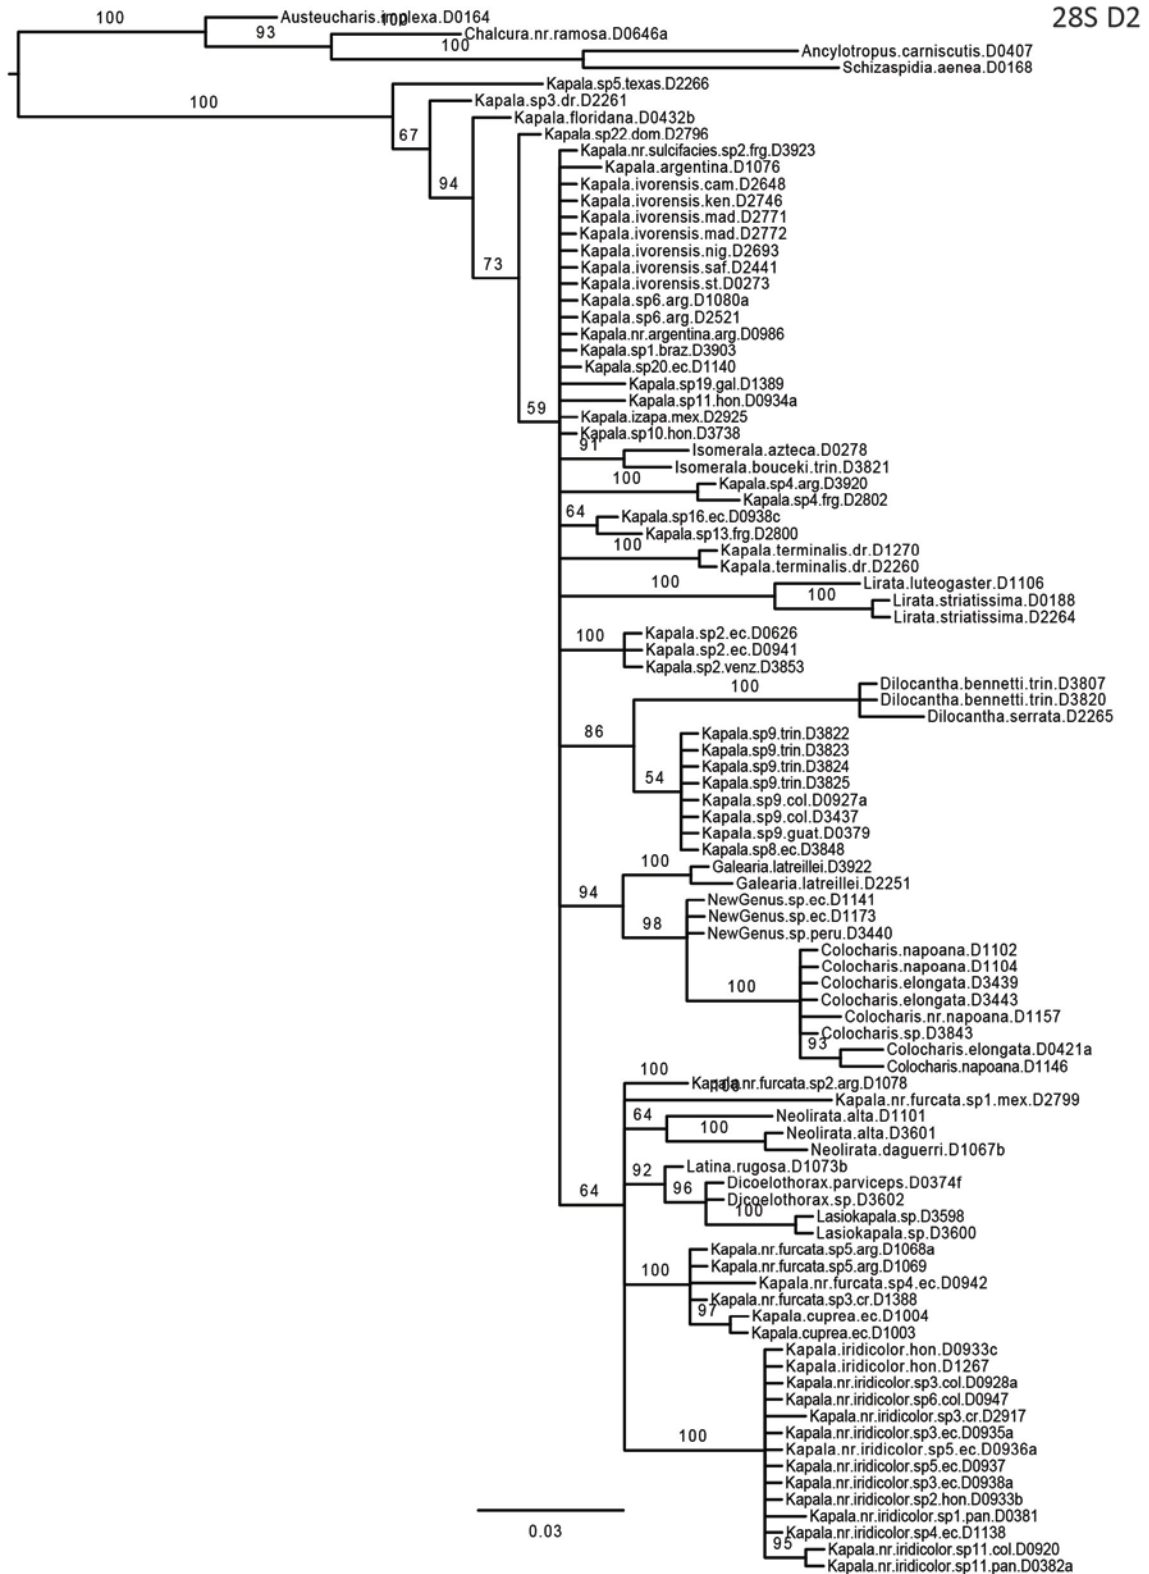 28S D2
100
Austeucharis.implexa.D0164
100
93
Chalcura.nr.ramosa.D0646a
100
Ancylotropus.carniscutis.D0407
Schizaspidia.aenea.D0168
Kapala.sp5.texas.D2266
100
Kapala.sp3.dr.D2261
Kapala.floridana.D0432b
67
Kapala.sp22.dom.D2796
Kapala.nr.sulcifacies.sp2.frg.D3923
Kapala.argentina.D1076
94
Kapala.ivorensis.cam.D2648
Kapala.ivorensis.ken.D2746
Kapala.ivorensis.mad.D2771
Kapala.ivorensis.mad.D2772
Kapala.ivorensis.nig.D2693
73
Kapala.ivorensis.saf.D2441
Kapala.ivorensis.st.D0273
Kapala.sp6.arg.D1080a
Kapala.sp6.arg.D2521
Kapala.nr.argentina.arg.D0986
Kapala.sp1.braz.D3903
Kapala.sp20.ec.D1140
Kapala.sp19.gal.D1389
Kapala.sp11.hon.D0934a
59
Kapala.izapa.mex.D2925
Kapala.sp10.hon.D3738
91
Isomerala.azteca.D0278
Isomerala.bouceki.trin.D3821
100
Kapala.sp4.arg.D3920
Kapala.sp4.frg.D2802
64
Kapala.sp16.ec.D0938c
Kapala.sp13.frg.D2800
100
Kapala.terminalis.dr.D1270
Kapala.terminalis.dr.D2260
100
Lirata.luteogaster.D1106
100
Lirata.striatissima.D0188
Lirata.striatissima.D2264
100
Kapala.sp2.ec.D0626
Kapala.sp2.ec.D0941
Kapala.sp2.venz.D3853
100
Dilocantha.bennetti.trin.D3807
Dilocantha.bennetti.trin.D3820
Dilocantha.serrata.D2265
86
Kapala.sp9.trin.D3822
Kapala.sp9.trin.D3823
Kapala.sp9.trin.D3824
54
Kapala.sp9.trin.D3825
Kapala.sp9.col.D0927a
Kapala.sp9.col.D3437
Kapala.sp9.guat.D0379
Kapala.sp8.ec.D3848
100
Galearia.latreillei.D3922
Galearia.latreillei.D2251
94
NewGenus.sp.ec.D1141
NewGenus.sp.ec.D1173
98
NewGenus.sp.peru.D3440
Colocharis.napoana.D1102
Colocharis.napoana.D1104
100
Colocharis.elongata.D3439
Colocharis.elongata.D3443
Colocharis.nr.napoana.D1157
Colocharis.sp.D3843
93
Colocharis.elongata.D0421a
Colocharis.napoana.D1146
100
Kapala.nr.furcata.sp2.arg.D1078
100
Kapala.nr.furcata.sp1.mex.D2799
64
Neolirata.alta.D1101
100
Neolirata.alta.D3601
Neolirata.daguerri.D1067b
92
Latina.rugosa.D1073b
96
Dicoelothorax.parviceps.D0374f
64
Dicoelothorax.sp.D3602
100
Lasiokapala.sp.D3598
Lasiokapala.sp.D3600
Kapala.nr.furcata.sp5.arg.D1068a
100
Kapala.nr.furcata.sp5.arg.D1069
Kapala.nr.furcata.sp4.ec.D0942
Kapala.nr.furcata.sp3.cr.D1388
97
Kapala.cuprea.ec.D1004
Kapala.cuprea.ec.D1003
Kapala.iridicolor.hon.D0933c
Kapala.iridicolor.hon.D1267
Kapala.nr.iridicolor.sp3.col.D0928a
Kapala.nr.iridicolor.sp6.col.D0947
Kapala.nr.iridicolor.sp3.cr.D2917
100
Kapala.nr.iridicolor.sp3.ec.D0935a
Kapala.nr.iridicolor.sp5.ec.D0936a
Kapala.nr.iridicolor.sp5.ec.D0937
Kapala.nr.iridicolor.sp3.ec.D0938a
Kapala.nr.iridicolor.sp2.hon.D0933b
Kapala.nr.iridicolor.sp1.pan.D0381
Kapala.nr.iridicolor.sp4.ec.D1138
95
Kapala.nr.iridicolor.sp11.col.D0920
Kapala.nr.iridicolor.sp11.pan.D0382a
0.03